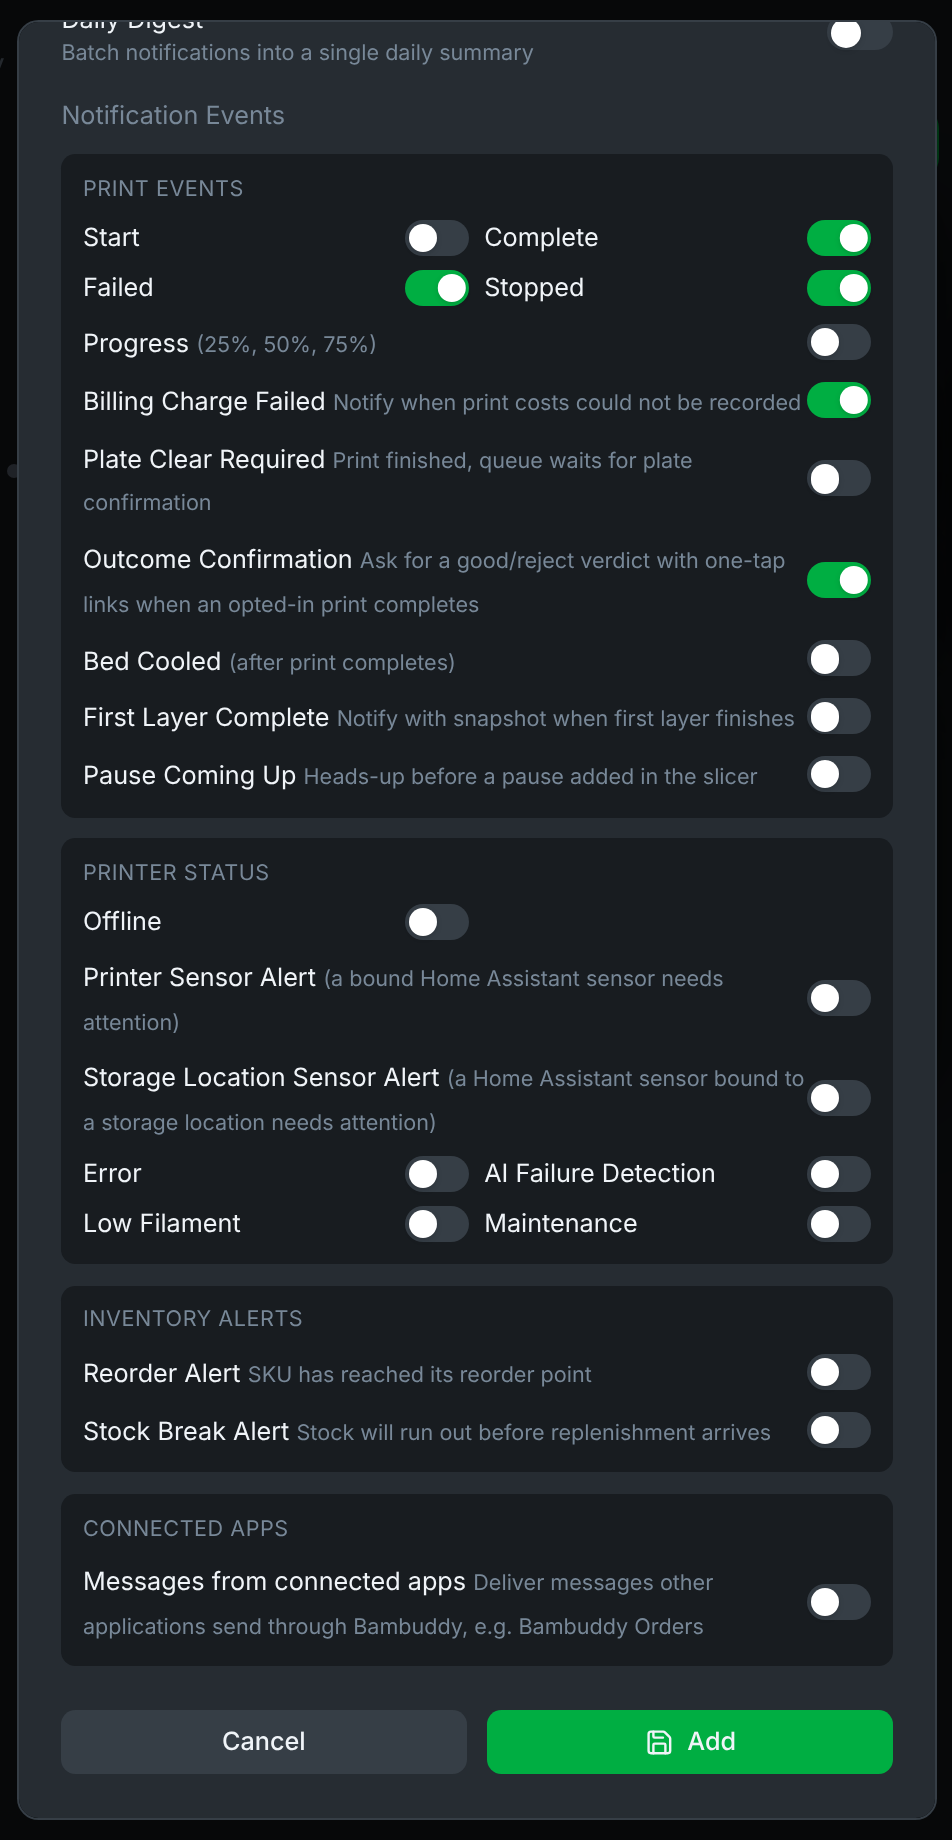 Daily Digest
Batch notifications into a single daily summary
Notification Events
PRINT EVENTS
Start
Complete
Failed
Stopped
Progress (25%, 50%, 75%)
Billing Charge Failed Notify when print costs could not be recorded
Plate Clear Required Print finished, queue waits for plate
confirmation
Outcome Confirmation Ask for a good/reject verdict with one-tap
links when an opted-in print completes
Bed Cooled (after print completes)
First Layer Complete Notify with snapshot when first layer finishes
Pause Coming Up Heads-up before a pause added in the slicer
PRINTER STATUS
Offline
Printer Sensor Alert (a bound Home Assistant sensor needs
attention)
Storage Location Sensor Alert (a Home Assistant sensor bound to
a storage location needs attention)
Error
AI Failure Detection
Low Filament
Maintenance
INVENTORY ALERTS
Reorder Alert SKU has reached its reorder point
Stock Break Alert Stock will run out before replenishment arrives
CONNECTED APPS
Messages from connected apps Deliver messages other
applications send through Bambuddy, e.g. Bambuddy Orders
Cancel
Add